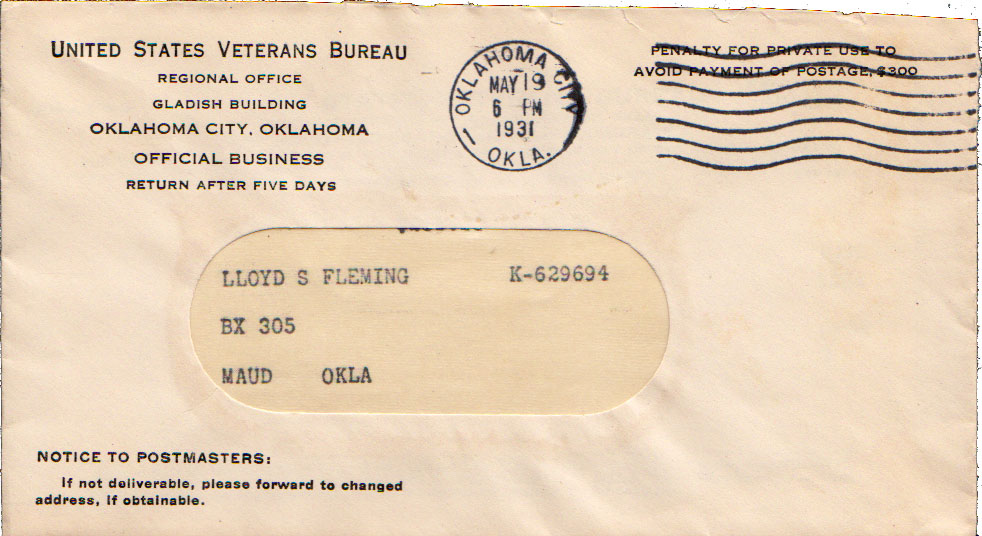 UNITED STATES VETERANS BUREAU
REGIONAL OFFICE
GLADISH BUILDING
OKLAHOMA CITY, OKLAHOMA
OFFICIAL BUSINESS
RETURN AFTER FIVE DAYS
OKLAHOMA CITY
MAY 19
6 PM
1931
OKLA.
PENALTY FOR PRIVATE USE TO
AVOID PAYMENT OF POSTAGE, $300
LLOYD S FLEMING K-629694
BX 305
MAUD OKLA
NOTICE TO POSTMASTERS:
If not deliverable, please forward to changed
address, if obtainable.